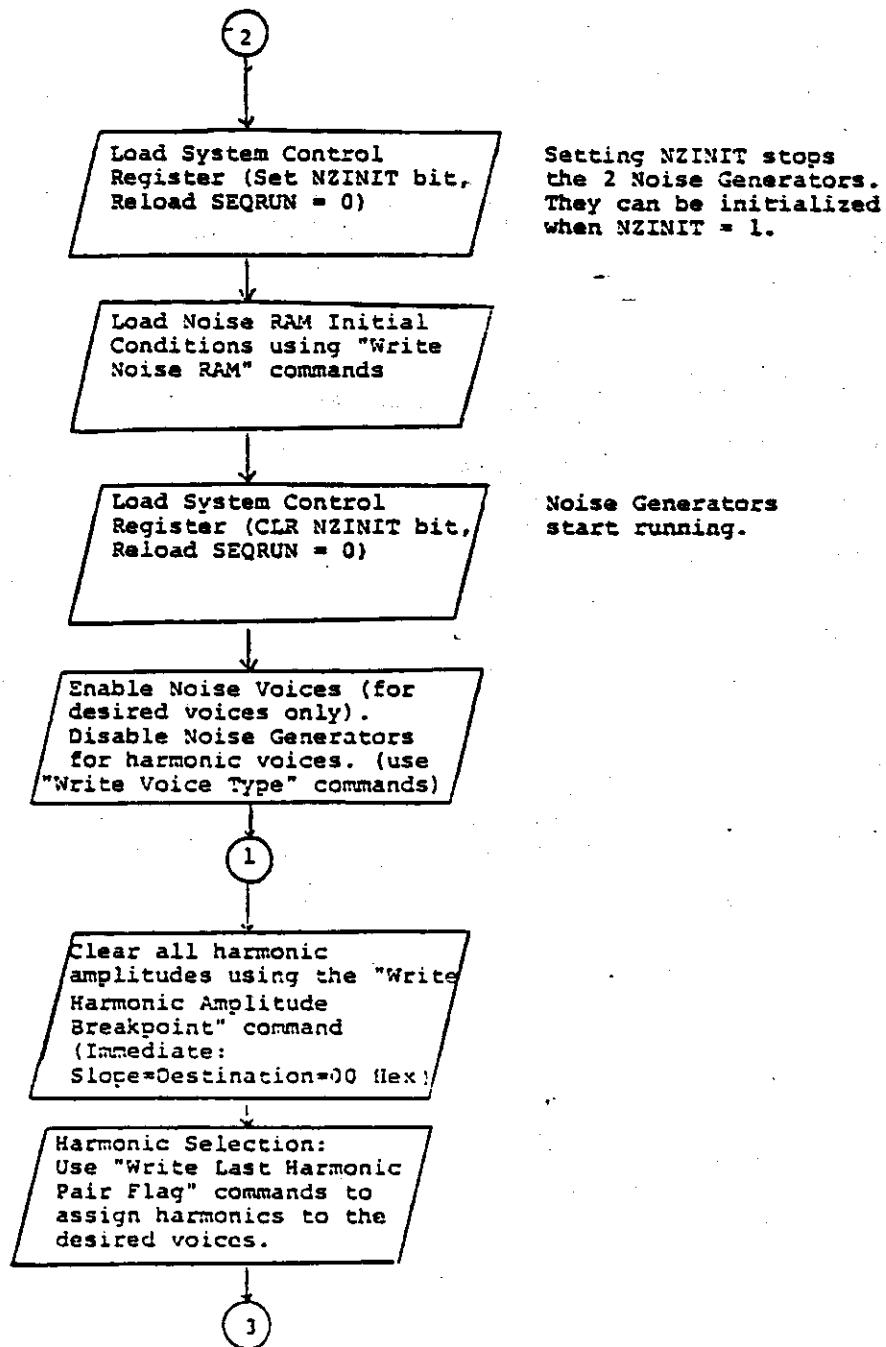 2
Load System Control
Register (Set NZINIT bit,
Reload SEQRUN = 0)
Setting NZINIT stops
the 2 Noise Generators.
They can be initialized
when NZINIT = 1.
Load Noise RAM Initial
Conditions using "Write
Noise RAM" commands
Load System Control
Register (CLR NZINIT bit,
Reload SEQRUN = 0)
Noise Generators
start running.
Enable Noise Voices (for
desired voices only).
Disable Noise Generators
for harmonic voices. (use
"Write Voice Type" commands)
1
Clear all harmonic
amplitudes using the "Write
Harmonic Amplitude
Breakpoint" command
(Immediate:
Slope=Destination=00 Hex)
Harmonic Selection:
Use "Write Last Harmonic
Pair Flag" commands to
assign harmonics to the
desired voices.
3